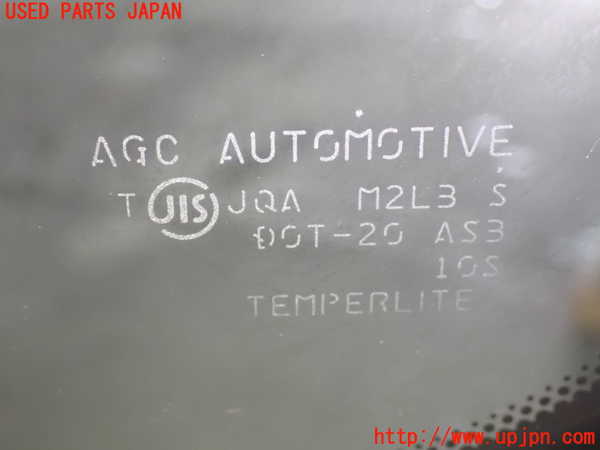 USED PARTS JAPAN
AGC AUTOMOTIVE
T JIS JQA M2L3 S
DOT-20 AS3
10S
TEMPERLITE
http://www.upjpn.com/